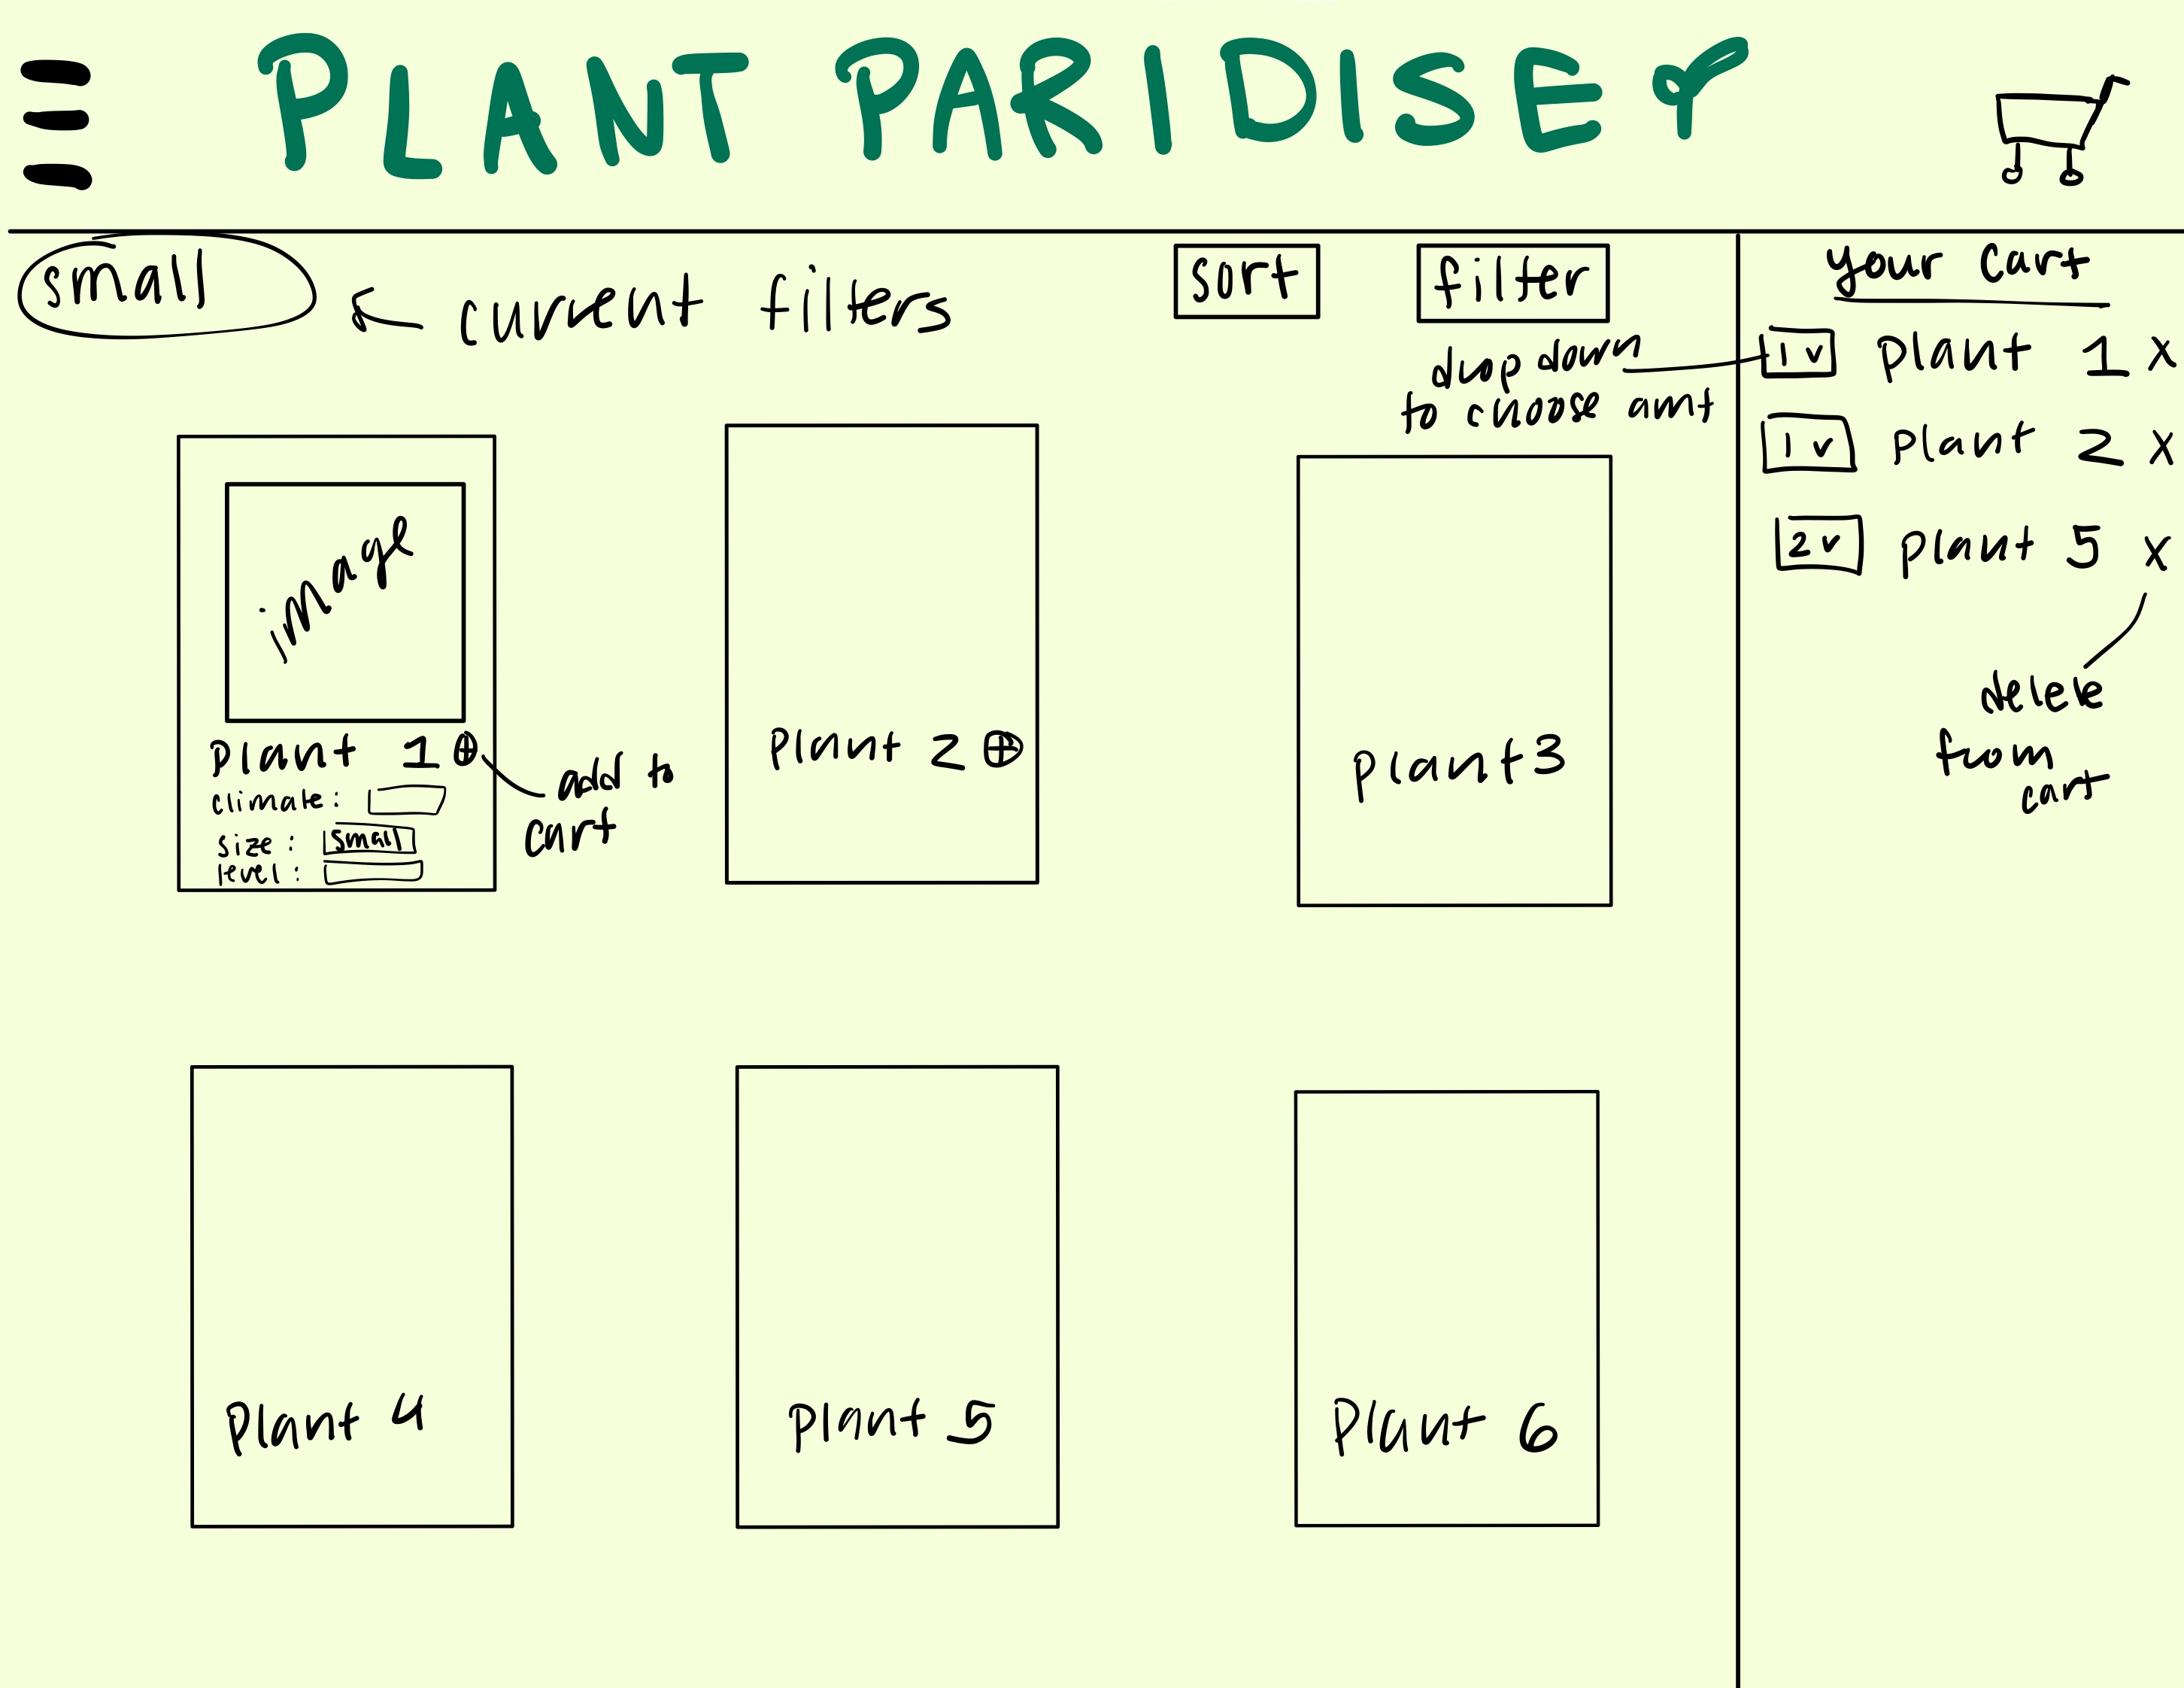 PLANT PARIDISE
small
← current filters
sort
filter
your cart
drop down
to choose amt
1 v plant 1 x
1 v plant 2 x
2 v plant 5 x
delete
from
cart
image
plant 1 ⊕
climate:
size: small
level:
add to
cart
plant 2 ⊕
plant 3
plant 4
plant 5
plant 6